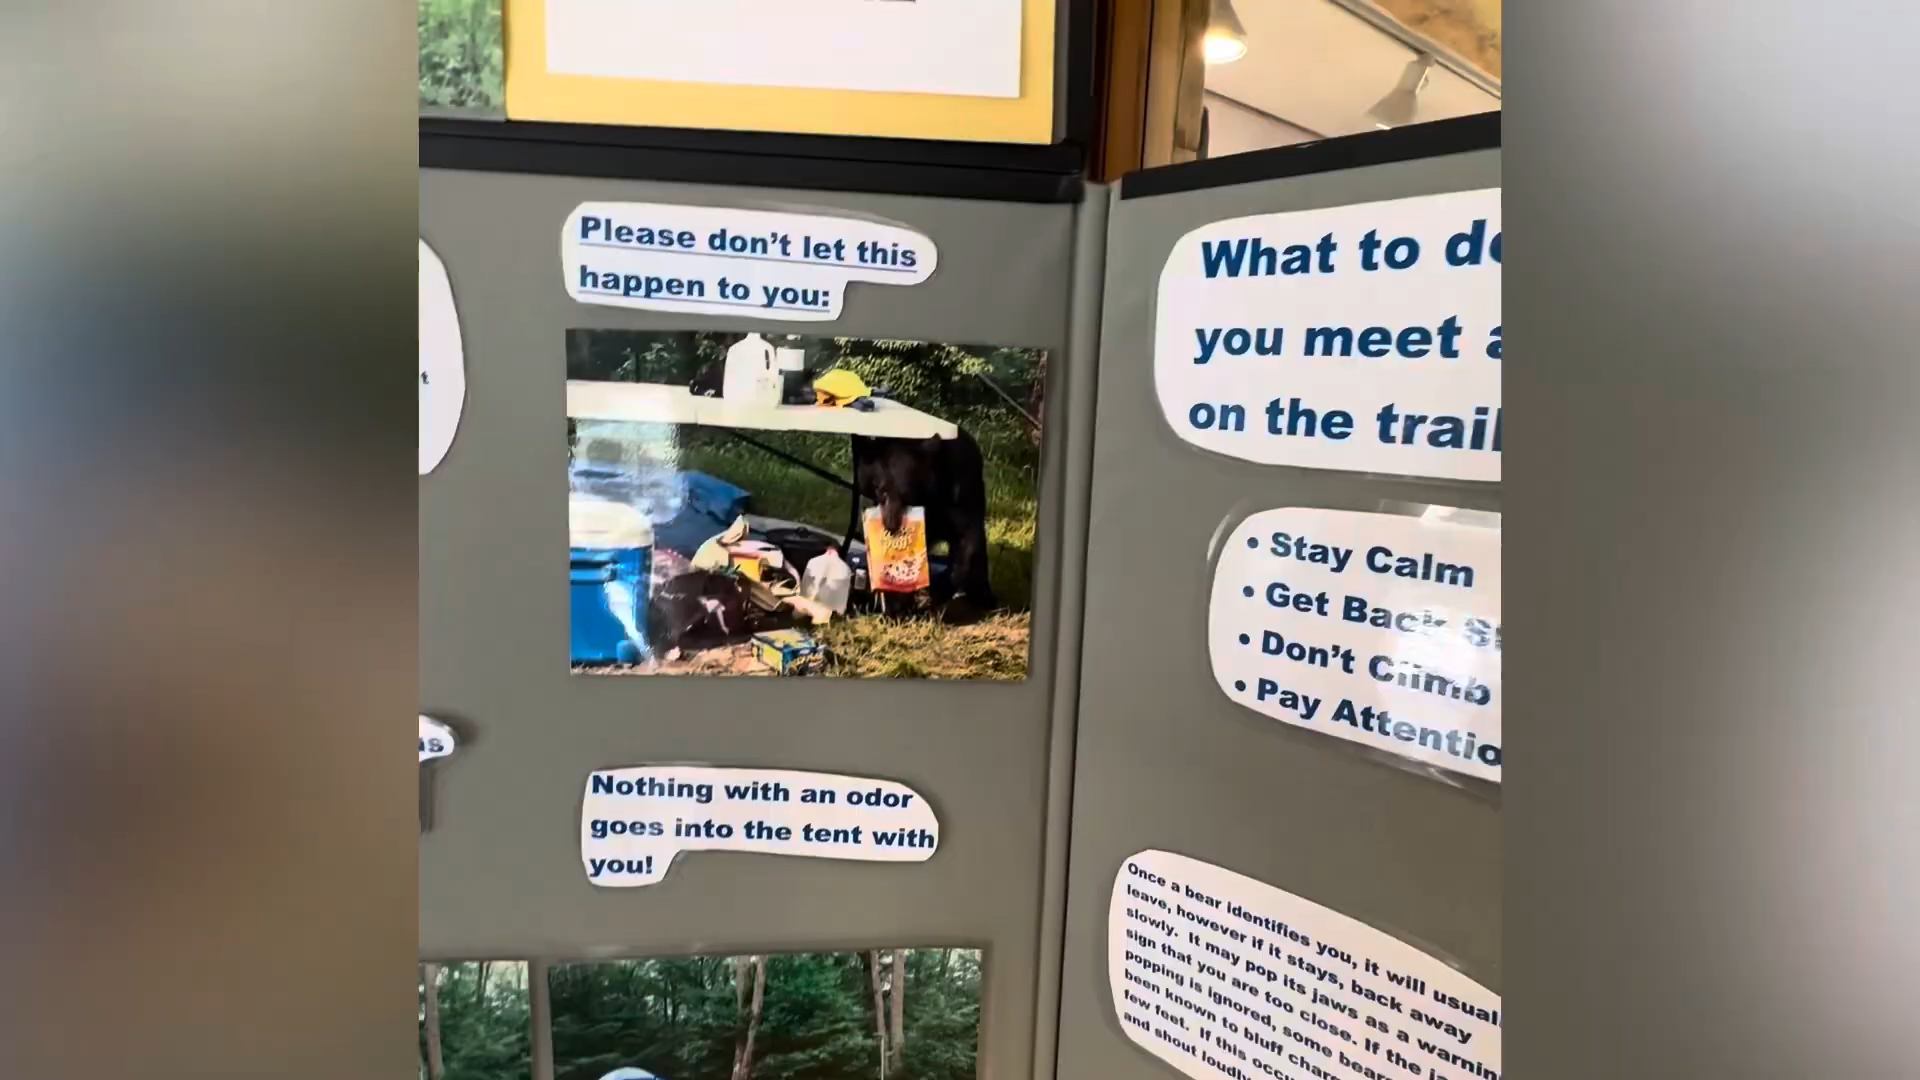 Please don't let this
happen to you:
Puffs
Nothing with an odor
goes into the tent with
you!
What to do
you meet a
on the trail
• Stay Calm
• Get Back
• Don't Climb
• Pay Attentio
Once a bear identifies you, it will usual
leave, however if it stays, back away
slowly. It may pop its jaws as a warnin
sign that you are too close. If the ja
popping is ignored, some bear
been known to bluff char
few feet. If this occu
and shout loudly